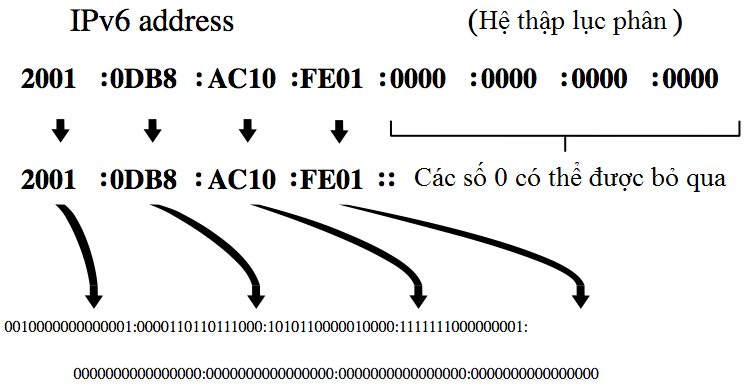 IPv6 address (Hệ thập lục phân )
2001 :0DB8 : AC10 :FE01 :0000 :0000 :0000 :0000
2001 :0DB8 : AC10 :FE01 :: Các số 0 có thể được bỏ qua
0010000000000001:0000110110111000:1010110000010000:1111111000000001:
0000000000000000:0000000000000000:0000000000000000:0000000000000000